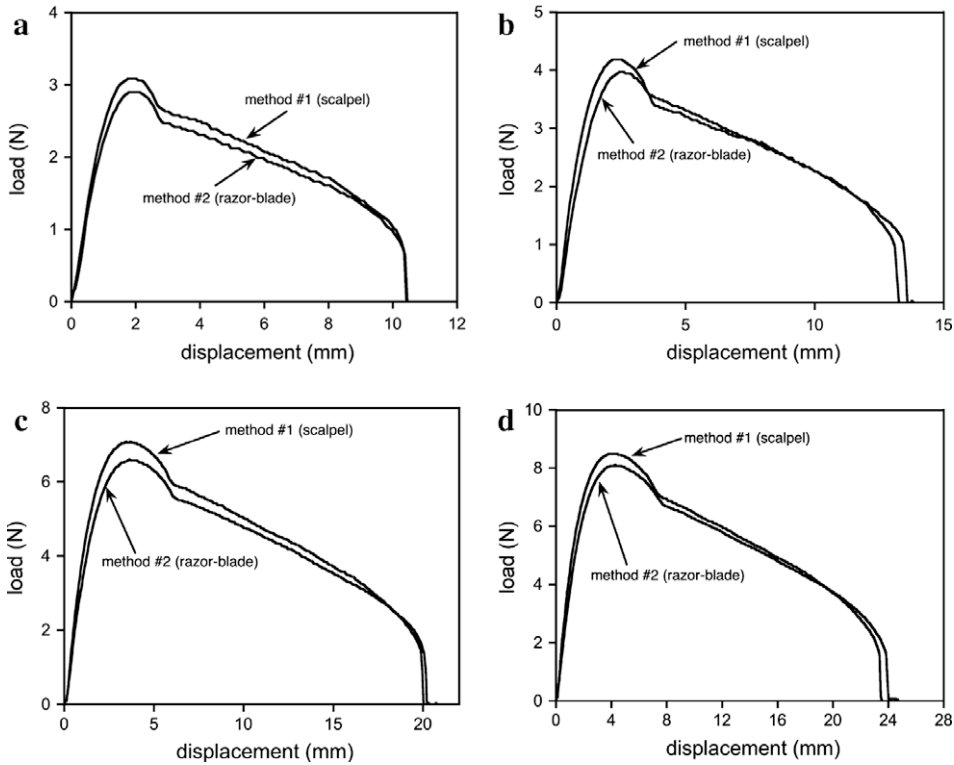 a
4
3
2
1
0
load (N)
method #1 (scalpel)
method #2 (razor-blade)
0 2 4 6 8 10 12
displacement (mm)
b
5
4
3
2
1
0
load (N)
method #1 (scalpel)
method #2 (razor-blade)
0 5 10 15
displacement (mm)
c
8
6
4
2
0
load (N)
method #1 (scalpel)
method #2 (razor-blade)
0 5 10 15 20
displacement (mm)
d
10
8
6
4
2
0
load (N)
method #1 (scalpel)
method #2 (razor-blade)
0 4 8 12 16 20 24 28
displacement (mm)